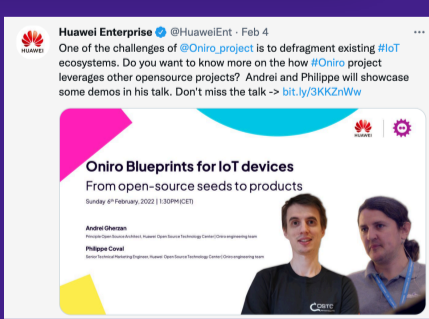 Huawei Enterprise @HuaweiEnt · Feb 4
One of the challenges of @Oniro_project is to defragment existing #IoT
ecosystems. Do you want to know more on the how #Oniro project
leverages other opensource projects? Andrei and Philippe will showcase
some demos in his talk. Don't miss the talk -> bit.ly/3KKZnWw
HUAWEI
HUAWEI
Oniro Blueprints for IoT devices
From open-source seeds to products
Sunday 6th February, 2022 | 1:30PM (CET)
Andrei Gherzan
Principle Open Source Architect, Huawei Open Source Technology Center | Oniro engineering team
Philippe Coval
Senior Technical Marketing Engineer, Huawei Open Source Technology Center | Oniro engineering team
OSTC